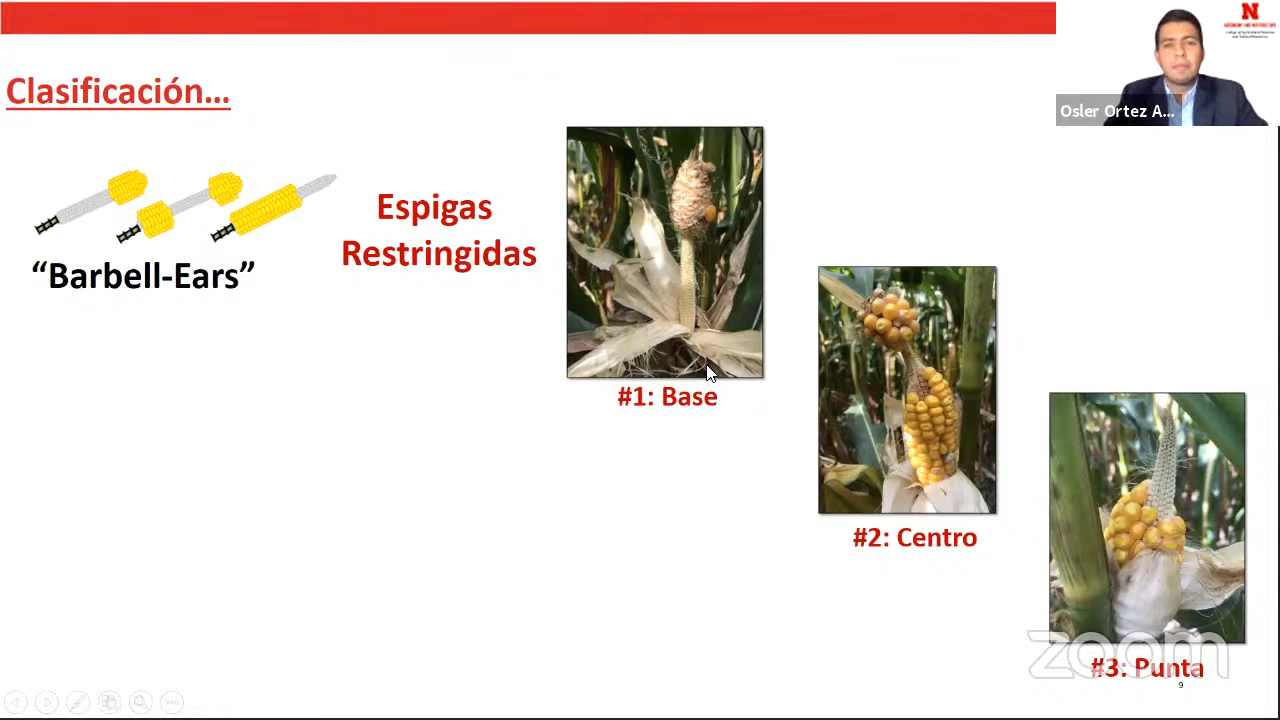 Clasificación...
“Barbell-Ears”
Espigas
Restringidas
#1: Base
#2: Centro
#3: Punta
9
N
Osler Ortez A...
zoom